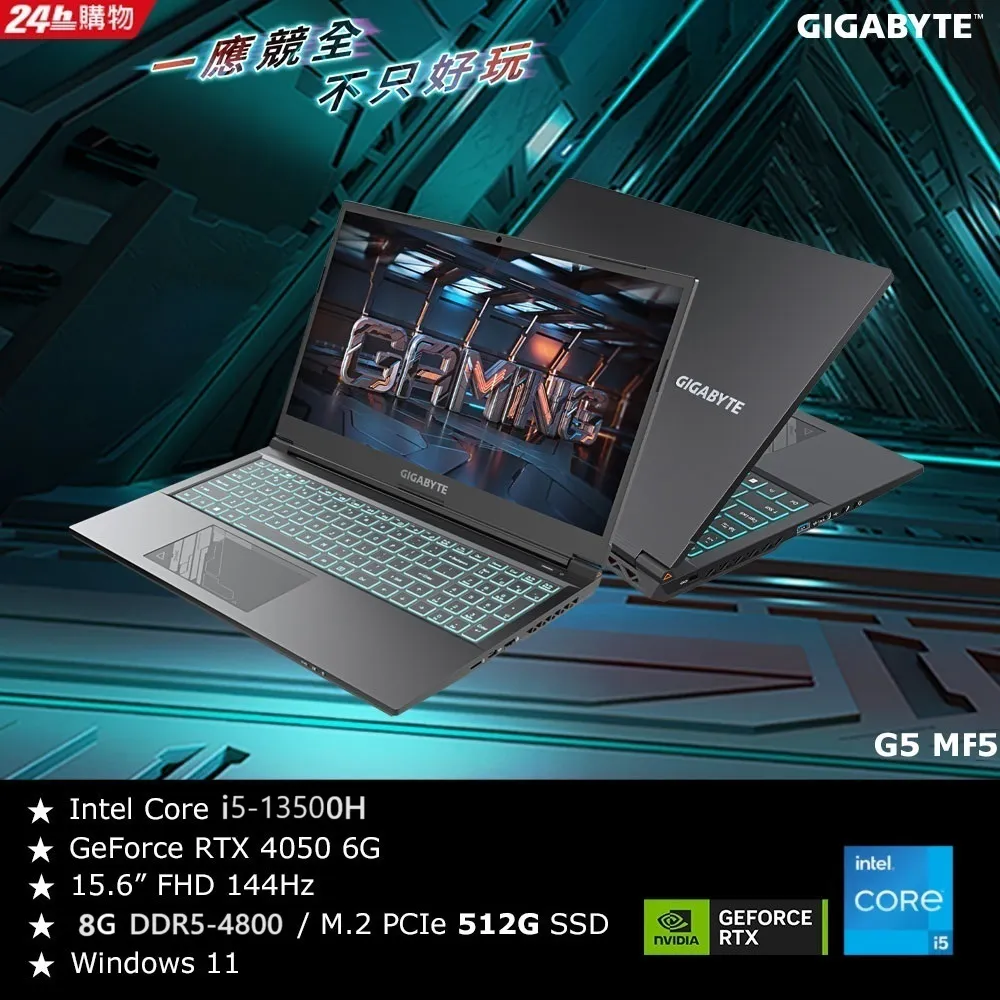 24h購物
GIGABYTE™
一應競全
不只好玩
GAMING
GIGABYTE
GIGABYTE
G5 MF5
★ Intel Core i5-13500H
★ GeForce RTX 4050 6G
★ 15.6” FHD 144Hz
★ 8G DDR5-4800 / M.2 PCIe 512G SSD
★ Windows 11
NVIDIA
GEFORCE
RTX
intel
CORE
i5